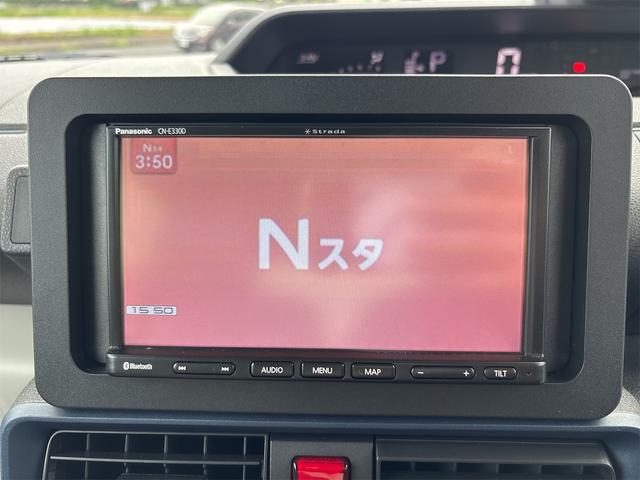 P
0
Panasonic CN-E330D
Strada
Nスタ
3:50
Nスタ
15:50
Bluetooth
AUDIO
MENU
MAP
−
+
TILT